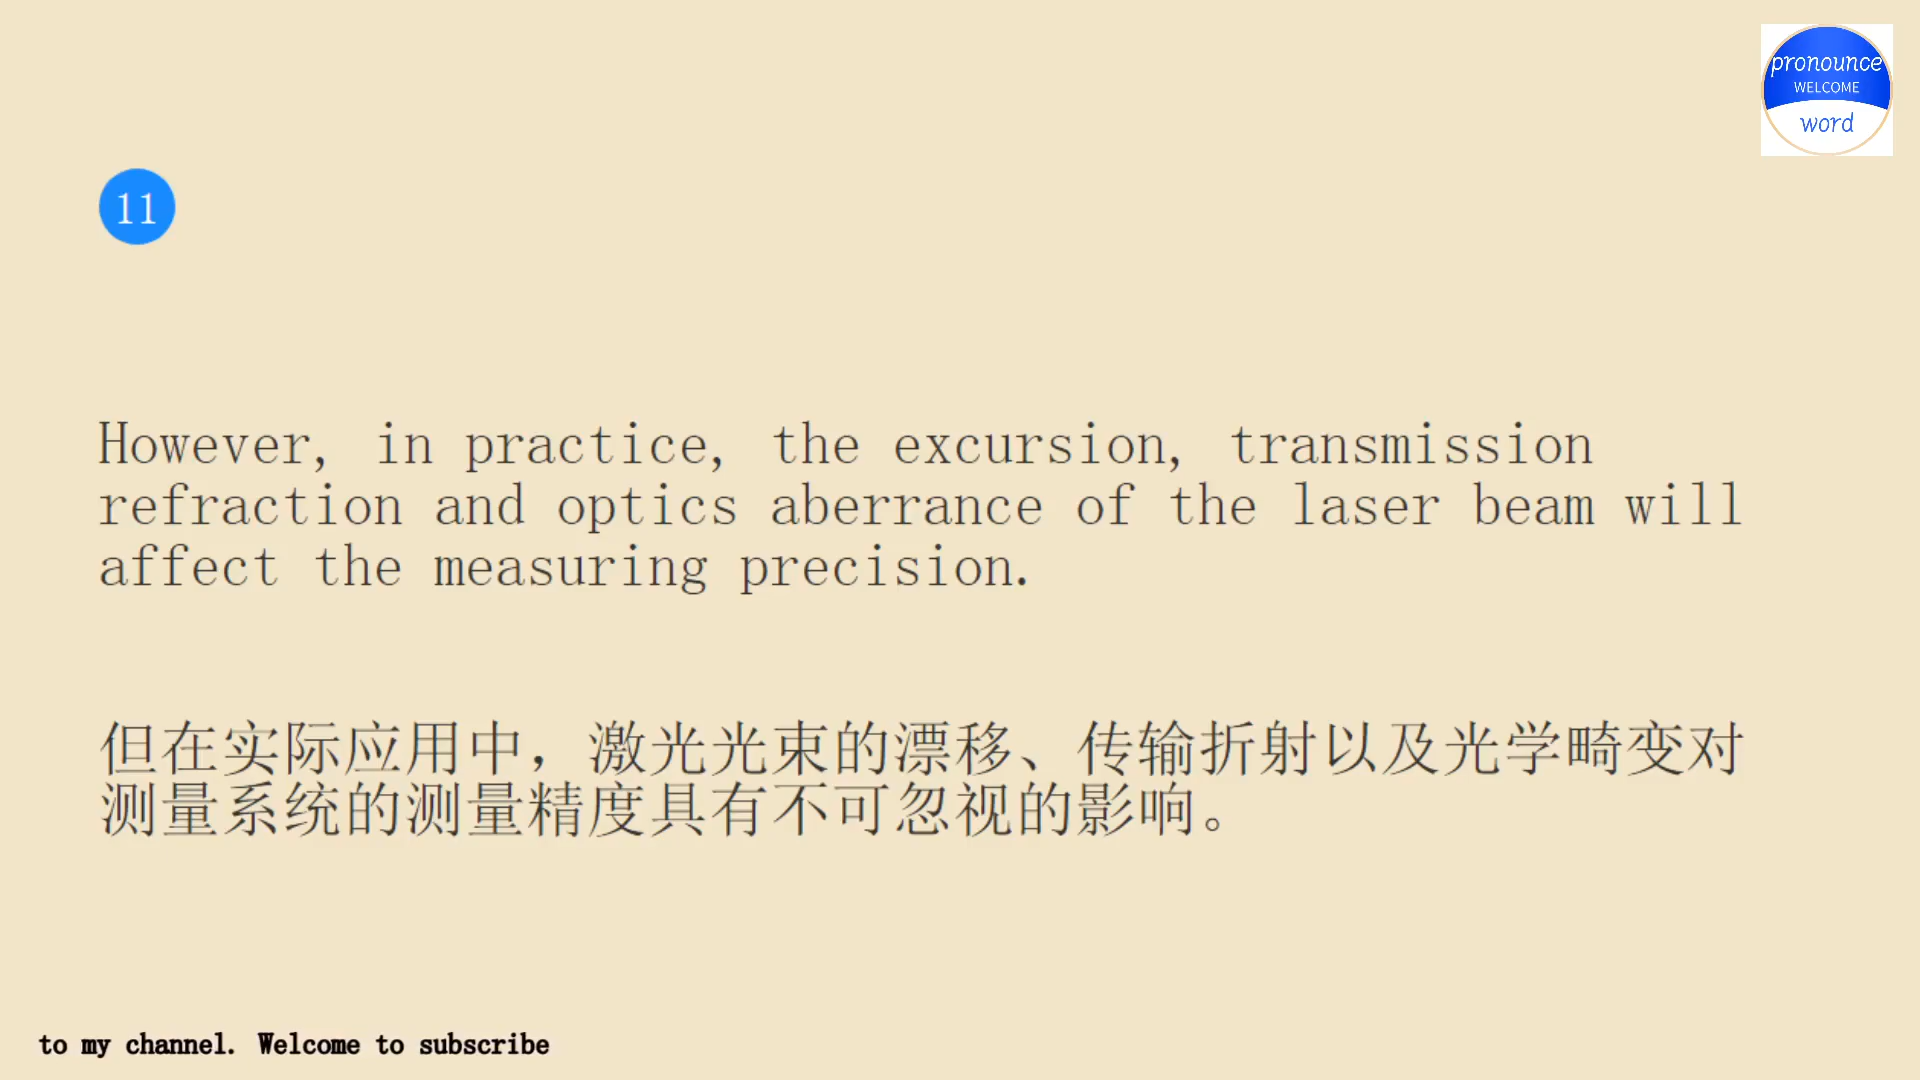 pronounce
WELCOME
word
11
However, in practice, the excursion, transmission
refraction and optics aberrance of the laser beam will
affect the measuring precision.
但在实际应用中，激光光束的漂移、传输折射以及光学畸变对
测量系统的测量精度具有不可忽视的影响。
to my channel. Welcome to subscribe